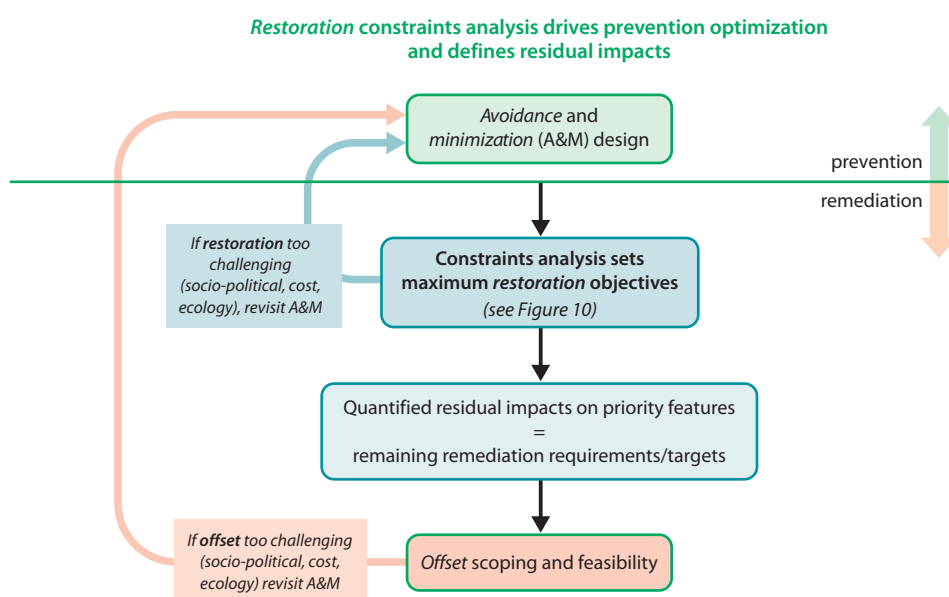 Restoration constraints analysis drives prevention optimization
and defines residual impacts
Avoidance and
minimization (A&M) design
prevention
remediation
If restoration too
challenging
(socio-political, cost,
ecology), revisit A&M
Constraints analysis sets
maximum restoration objectives
(see Figure 10)
Quantified residual impacts on priority features
=
remaining remediation requirements/targets
If offset too challenging
(socio-political, cost,
ecology) revisit A&M
Offset scoping and feasibility